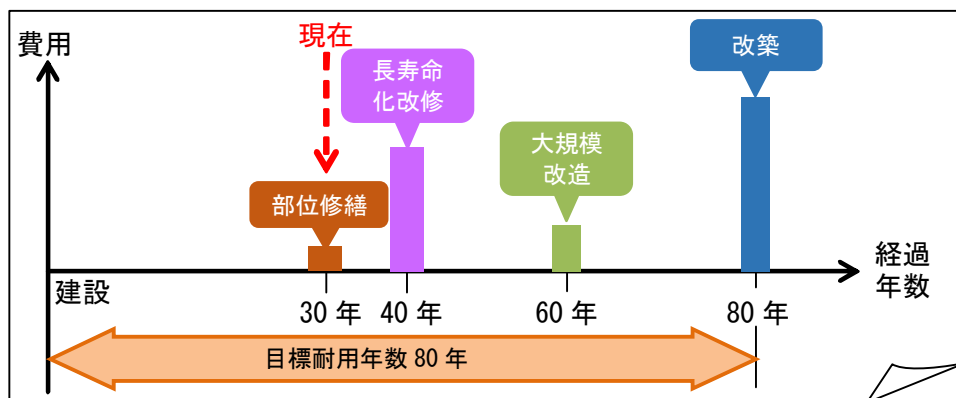 費用
現在
長寿命
化改修
改築
大規模
改造
部位修繕
経過
年数
建設
30 年
40 年
60 年
80 年
目標耐用年数 80 年